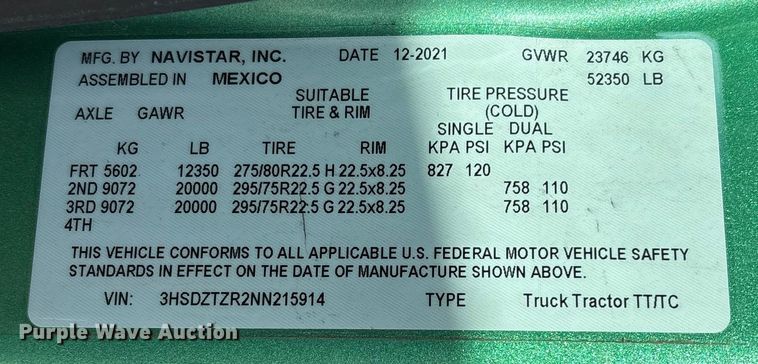 MFG. BY NAVISTAR, INC. DATE 12-2021 GVWR 23746 KG
ASSEMBLED IN MEXICO 52350 LB
SUITABLE TIRE PRESSURE
AXLE GAWR TIRE & RIM (COLD)
SINGLE DUAL
KG LB TIRE RIM KPA PSI KPA PSI
FRT 5602 12350 275/80R22.5 H 22.5x8.25 827 120
2ND 9072 20000 295/75R22.5 G 22.5x8.25 758 110
3RD 9072 20000 295/75R22.5 G 22.5x8.25 758 110
4TH
THIS VEHICLE CONFORMS TO ALL APPLICABLE U.S. FEDERAL MOTOR VEHICLE SAFETY
STANDARDS IN EFFECT ON THE DATE OF MANUFACTURE SHOWN ABOVE.
VIN: 3HSDZTZR2NN215914 TYPE Truck Tractor TT/TC
Purple Wave Auction